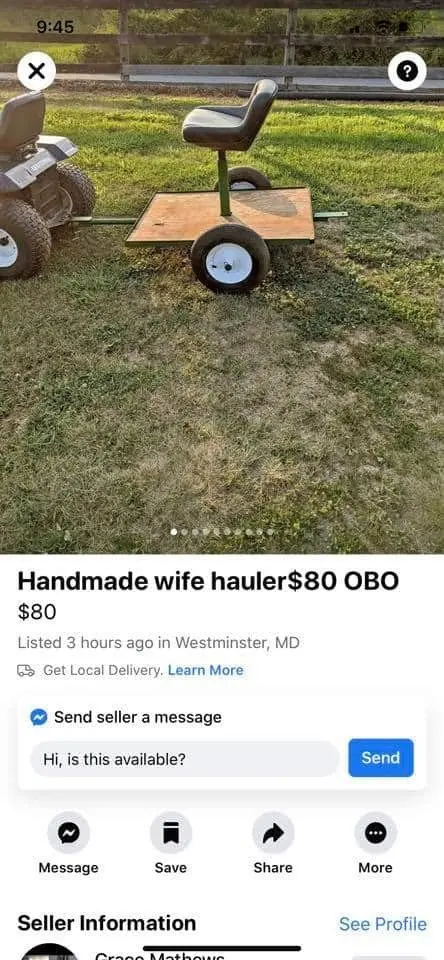 9:45
Handmade wife hauler$80 OBO
$80
Listed 3 hours ago in Westminster, MD
Get Local Delivery. Learn More
Send seller a message
Hi, is this available?
Send
Message
Save
Share
More
Seller Information
See Profile
Grace Mathews